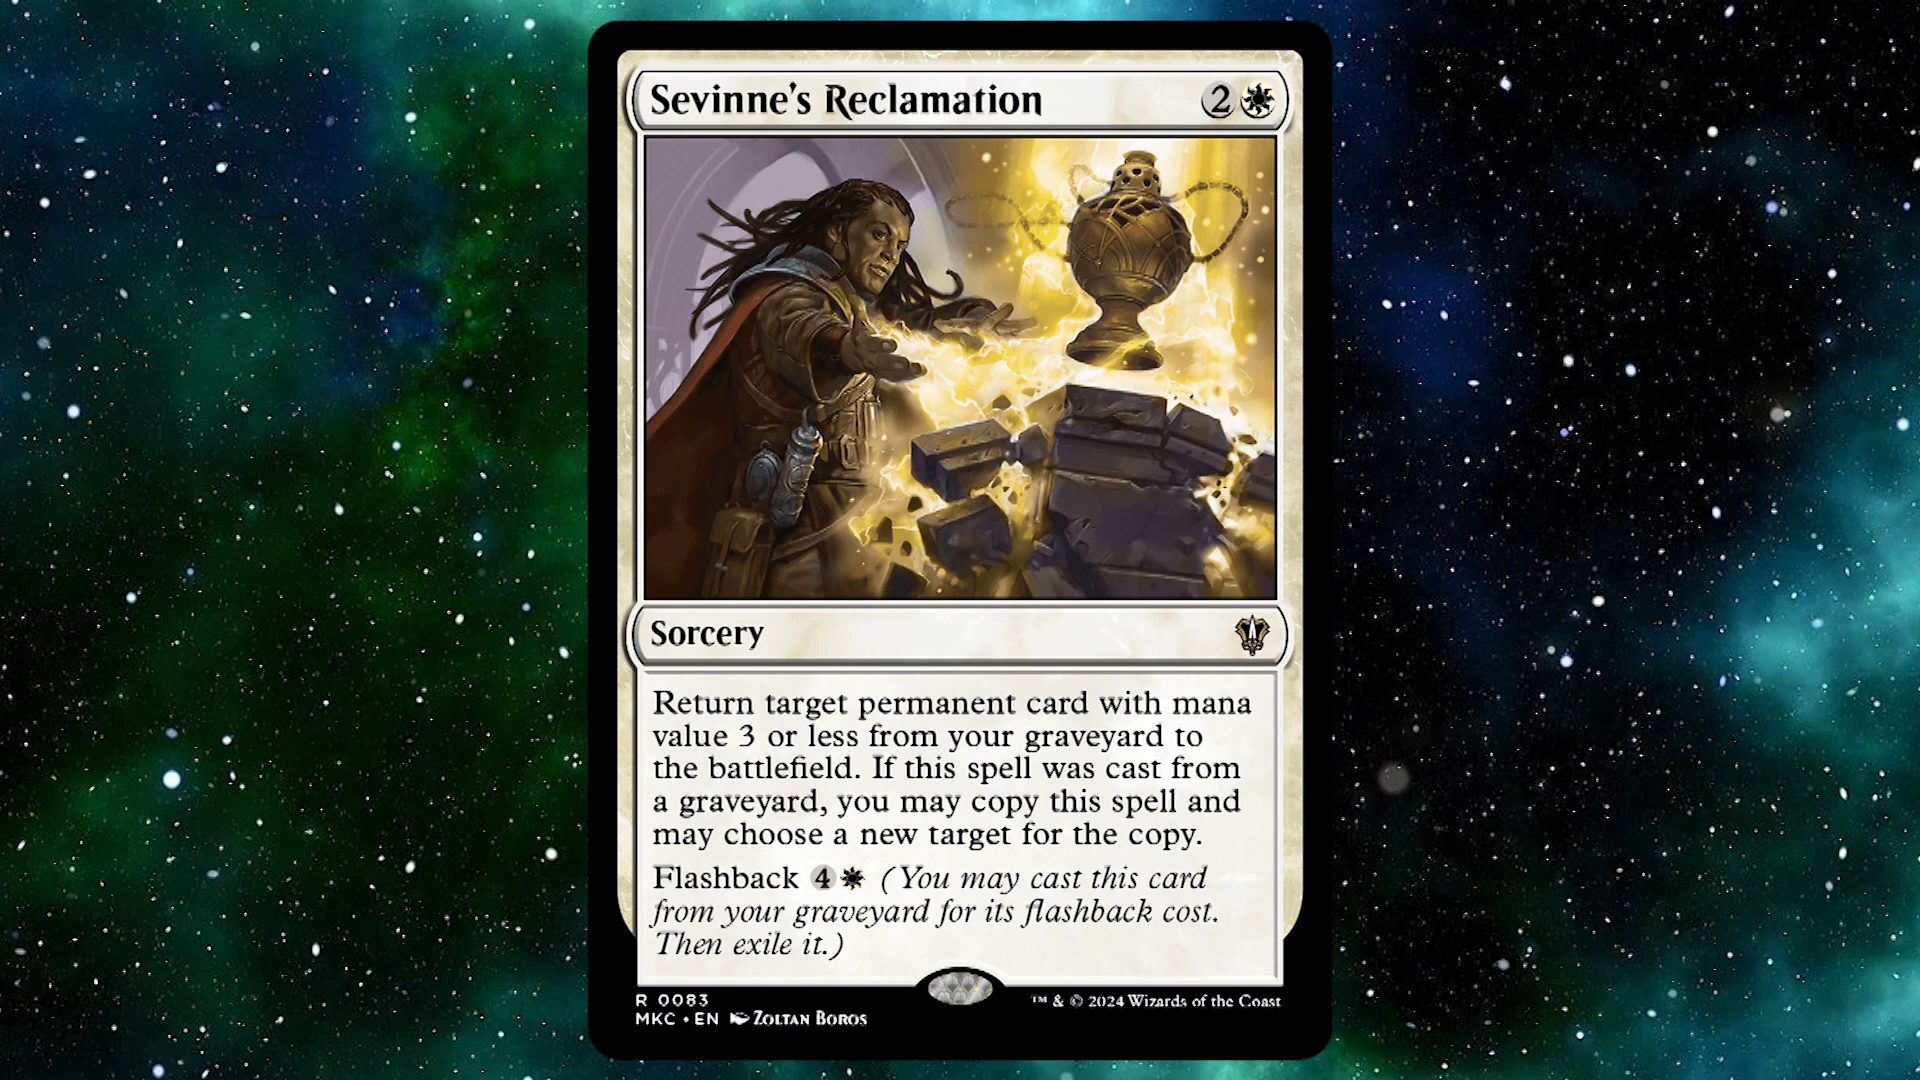 Sevinne's Reclamation 2
Sorcery
Return target permanent card with mana
value 3 or less from your graveyard to
the battlefield. If this spell was cast from
a graveyard, you may copy this spell and
may choose a new target for the copy.
Flashback 4 (You may cast this card
from your graveyard for its flashback cost.
Then exile it.)
R 0083
MKC • EN Zoltan Boros
™ & © 2024 Wizards of the Coast